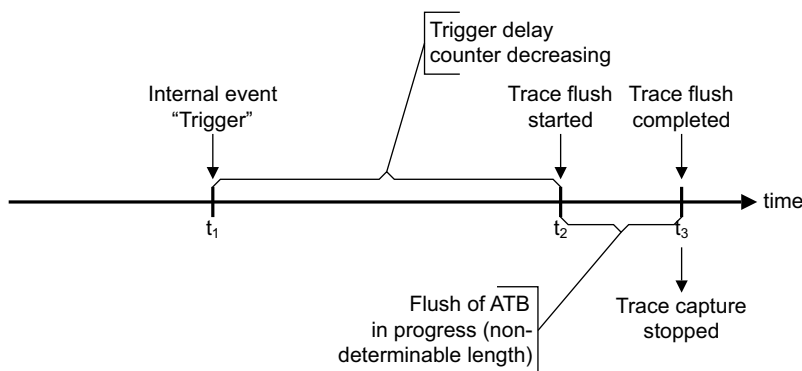 Trigger delay
counter decreasing
Internal event
“Trigger”
Trace flush
started
Trace flush
completed
time
t₁
t₂
t₃
Flush of ATB
in progress (non-
determinable length)
Trace capture
stopped